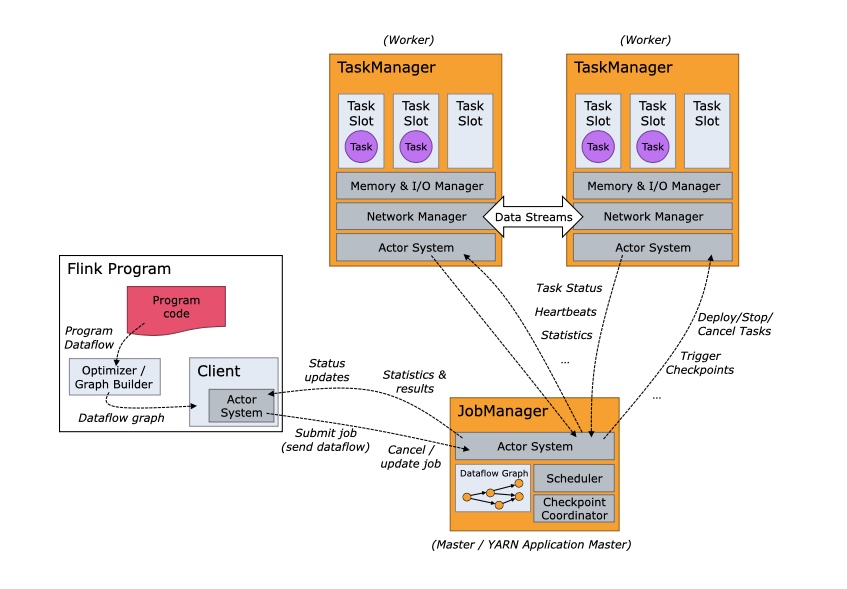 (Worker)
(Worker)
TaskManager
TaskManager
Task
Slot
Task
Task
Slot
Task
Task
Slot
Task
Slot
Task
Task
Slot
Task
Task
Slot
Memory & I/O Manager
Memory & I/O Manager
Network Manager
Data Streams
Network Manager
Actor System
Actor System
Flink Program
Program
code
Program
Dataflow
Optimizer /
Graph Builder
Dataflow graph
Client
Actor
System
Status
updates
Statistics &
results
Submit job
(send dataflow)
Cancel /
update job
Task Status
Heartbeats
Statistics
...
Deploy/Stop/
Cancel Tasks
Trigger
Checkpoints
...
JobManager
Actor System
Dataflow Graph
Scheduler
Checkpoint
Coordinator
(Master / YARN Application Master)